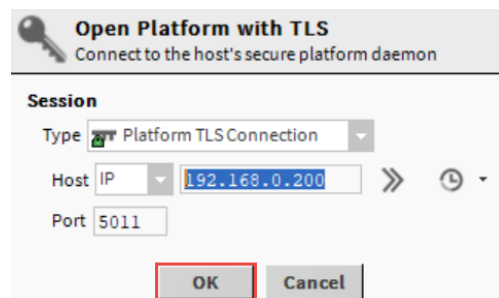 Open Platform with TLS
Connect to the host's secure platform daemon
Session
Type Platform TLS Connection
Host IP 192.168.0.200
Port 5011
OK Cancel